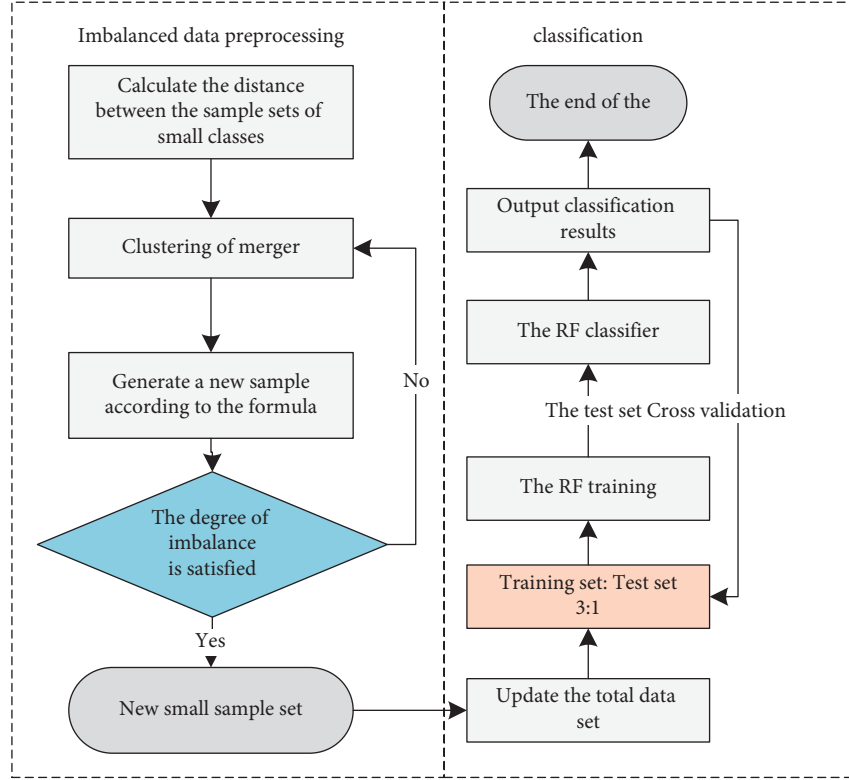 Imbalanced data preprocessing
Calculate the distance
between the sample sets of
small classes
Clustering of merger
Generate a new sample
according to the formula
No
The degree of
imbalance
is satisfied
Yes
New small sample set
classification
The end of the
Output classification
results
The RF classifier
The test set Cross validation
The RF training
Training set: Test set
3:1
Update the total data
set